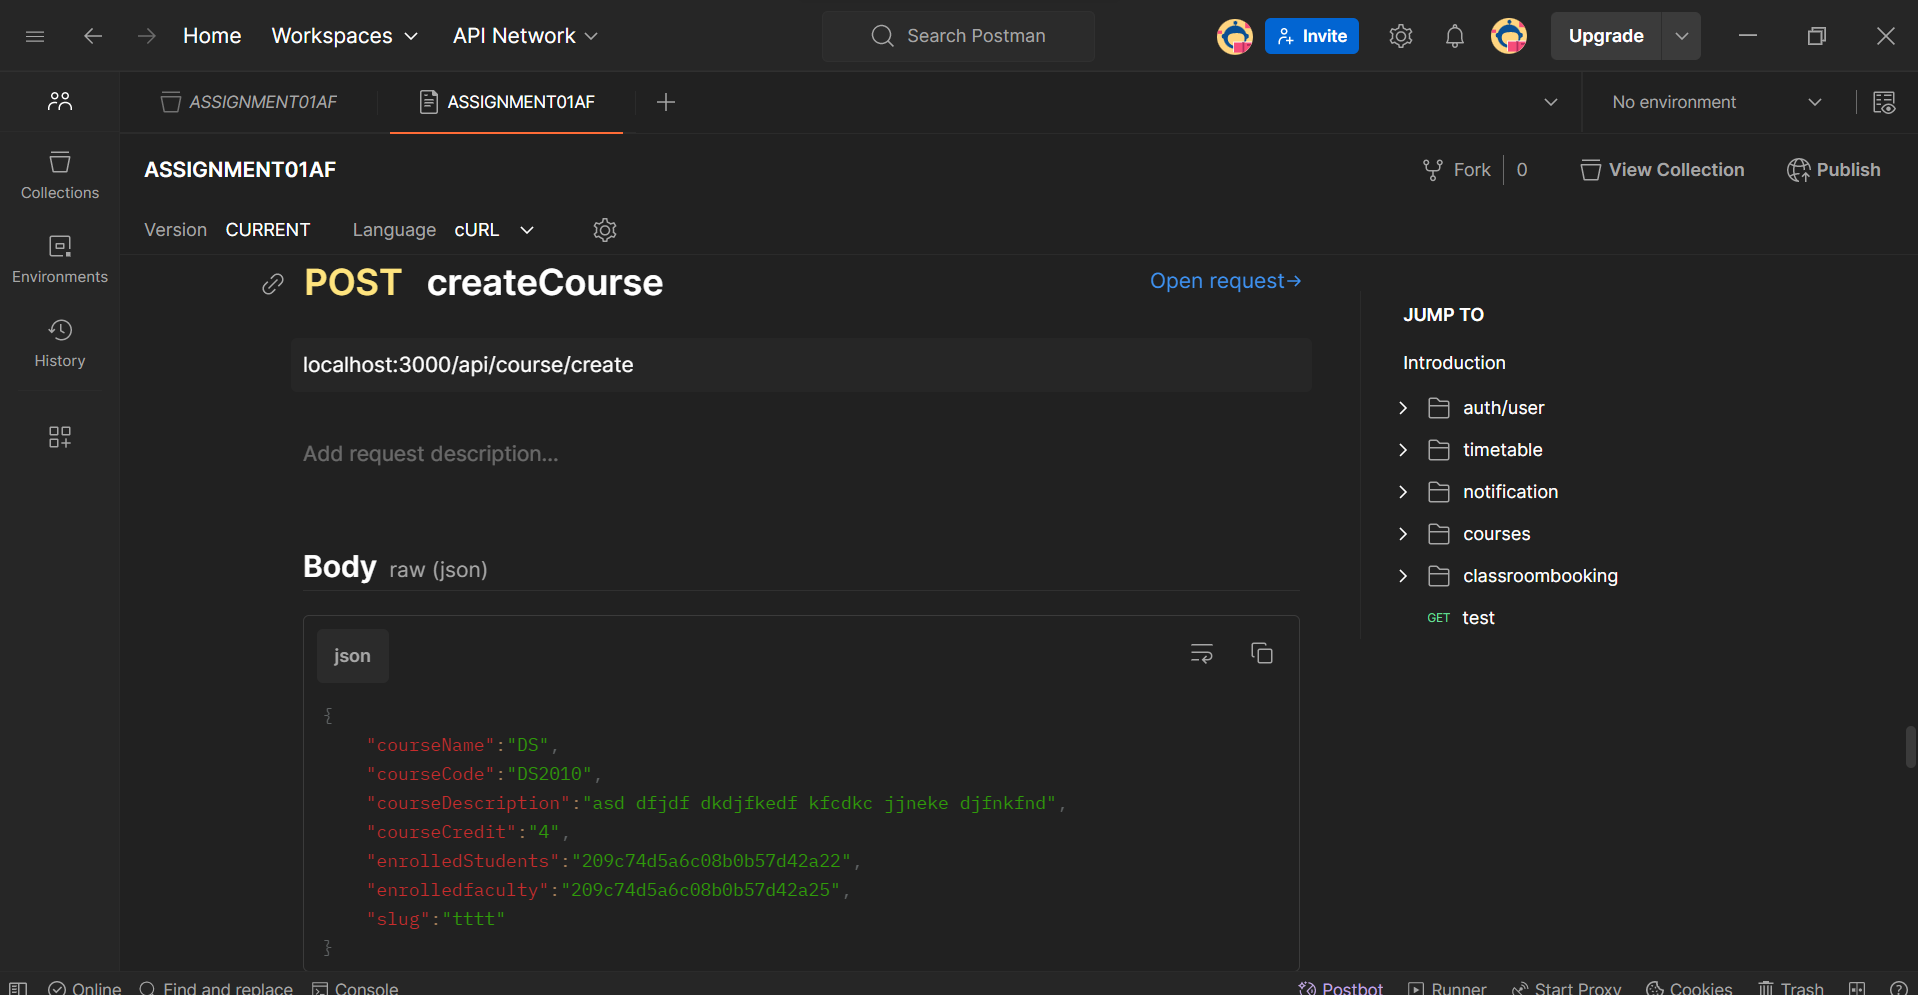 Home Workspaces API Network Search Postman Invite Upgrade
ASSIGNMENT01AF ASSIGNMENT01AF No environment
ASSIGNMENT01AF Fork 0 View Collection Publish
Collections
Version CURRENT Language cURL
Environments
POST createCourse Open request→
JUMP TO
History
localhost:3000/api/course/create
Introduction
auth/user
Add request description...
timetable
notification
courses
Body raw (json)
classroombooking
GET test
json
{
"courseName":"DS",
"courseCode":"DS2010",
"courseDescription":"asd dfjdf dkdjfkedf kfcdkc jjneke djfnkfnd",
"courseCredit":"4",
"enrolledStudents":"209c74d5a6c08b0b57d42a22",
"enrolledfaculty":"209c74d5a6c08b0b57d42a25",
"slug":"tttt"
}
Online Find and replace Console Postbot Runner Start Proxy Cookies Trash